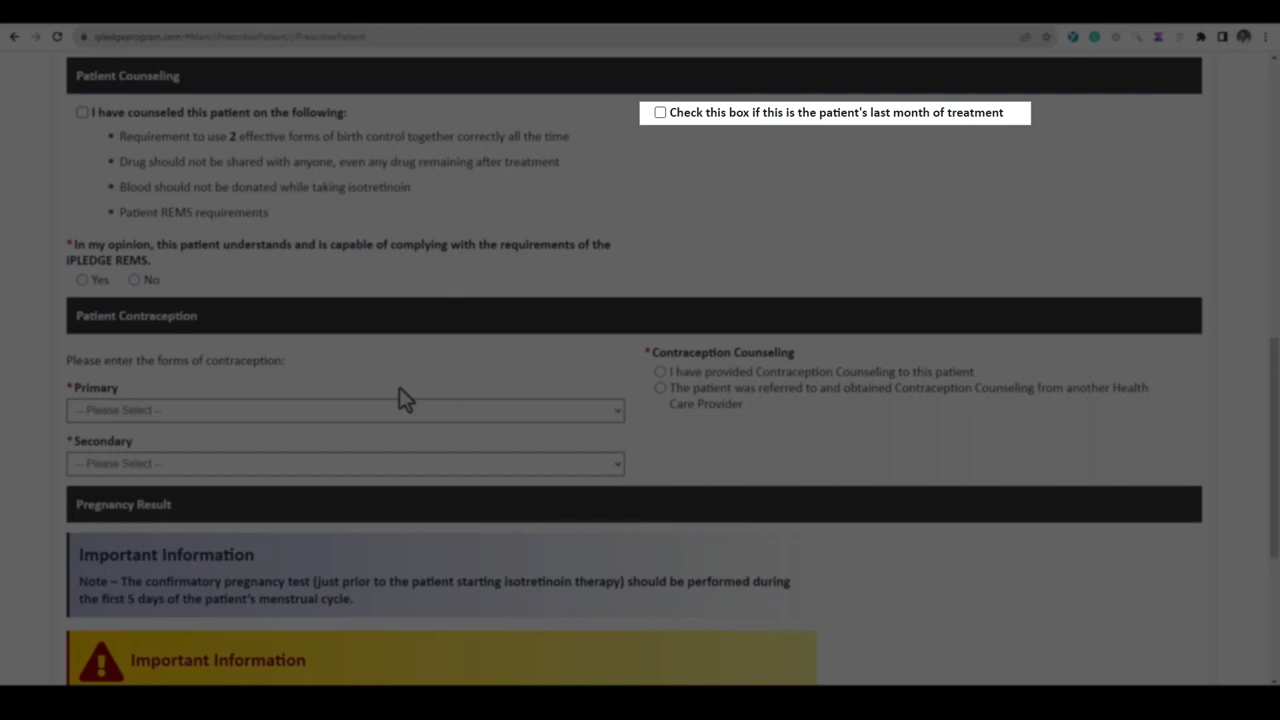 ipledgeprogram.com/#Main/PrescriberPatient/l/PrescriberPatient
Patient Counseling
I have counseled this patient on the following:
Check this box if this is the patient's last month of treatment
• Requirement to use 2 effective forms of birth control together correctly all the time
• Drug should not be shared with anyone, even any drug remaining after treatment
• Blood should not be donated while taking isotretinoin
• Patient REMS requirements
* In my opinion, this patient understands and is capable of complying with the requirements of the
iPLEDGE REMS.
Yes No
Patient Contraception
Please enter the forms of contraception:
* Primary
-- Please Select --
* Secondary
-- Please Select --
* Contraception Counseling
I have provided Contraception Counseling to this patient
The patient was referred to and obtained Contraception Counseling from another Health
Care Provider
Pregnancy Result
Important Information
Note – The confirmatory pregnancy test (just prior to the patient starting isotretinoin therapy) should be performed during
the first 5 days of the patient's menstrual cycle.
Important Information